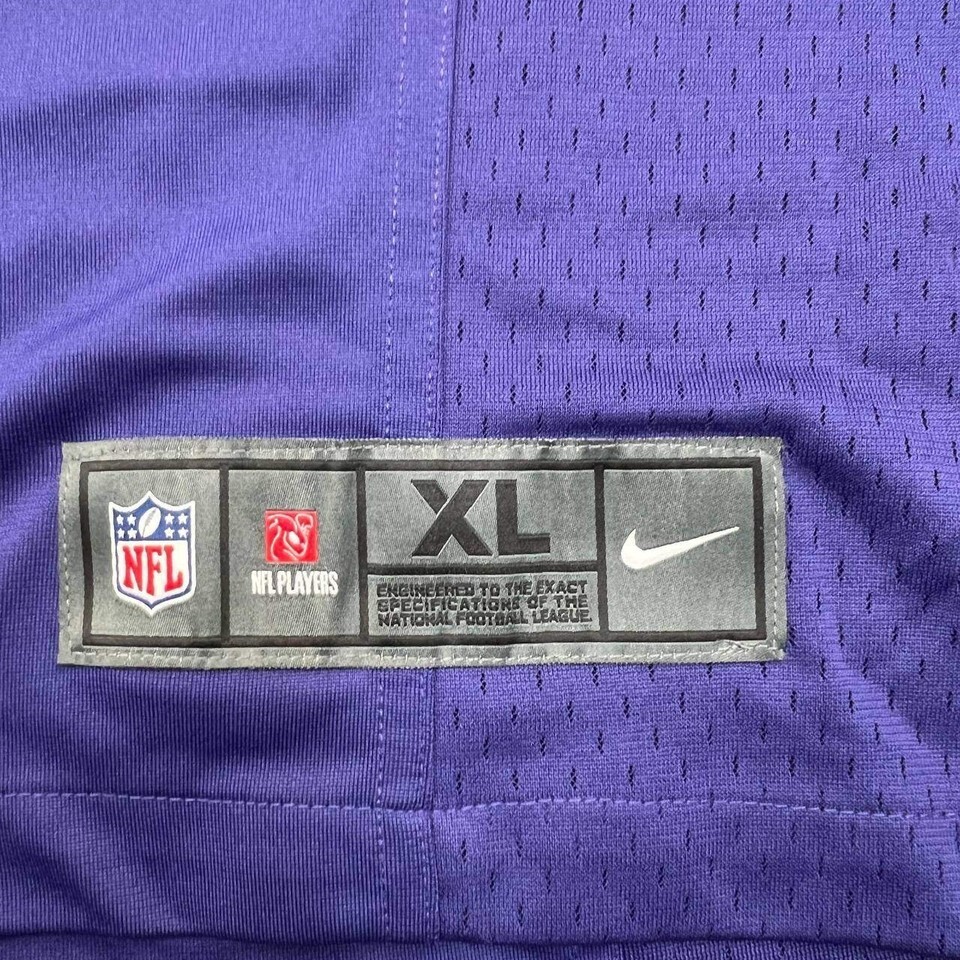 NFL
NFL PLAYERS
XL
ENGINEERED TO THE EXACT
SPECIFICATIONS OF THE
NATIONAL FOOTBALL LEAGUE.